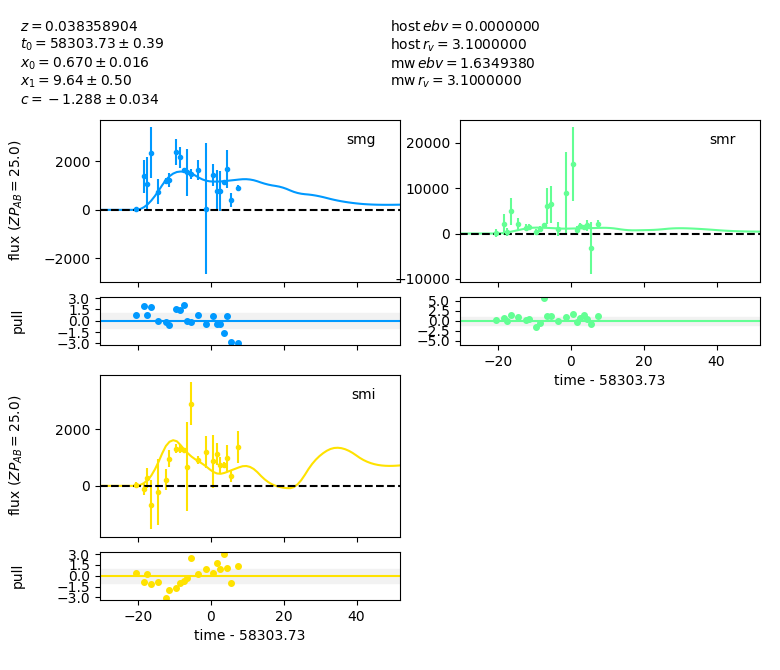 z = 0.038358904
t₀ = 58303.73 ± 0.39
x₀ = 0.670 ± 0.016
x₁ = 9.64 ± 0.50
c = −1.288 ± 0.034
host ebv = 0.0000000
host r_v = 3.1000000
mw ebv = 1.6349380
mw r_v = 3.1000000
smg
flux (ZP_AB = 25.0)
2000
0
−2000
pull
3.0
1.5
0.0
−1.5
−3.0
smr
20000
10000
0
−10000
5.0
2.5
0.0
−2.5
−5.0
−20 0 20 40
time - 58303.73
smi
flux (ZP_AB = 25.0)
2000
0
pull
3.0
1.5
0.0
−1.5
−3.0
−20 0 20 40
time - 58303.73